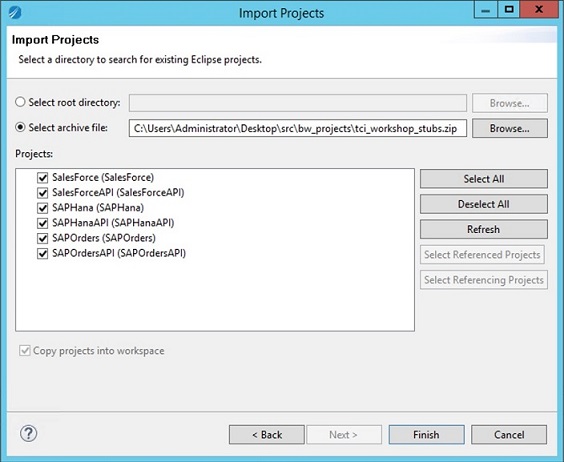 Import Projects
Import Projects
Select a directory to search for existing Eclipse projects.
Select root directory: Browse...
Select archive file: C:\Users\Administrator\Desktop\src\bw_projects\tci_workshop_stubs.zip Browse...
Projects:
SalesForce (SalesForce) Select All
SalesForceAPI (SalesForceAPI)
SAPHana (SAPHana) Deselect All
SAPHanaAPI (SAPHanaAPI) Refresh
SAPOrders (SAPOrders)
SAPOrdersAPI (SAPOrdersAPI) Select Referenced Projects
Select Referencing Projects
Copy projects into workspace
? < Back Next > Finish Cancel